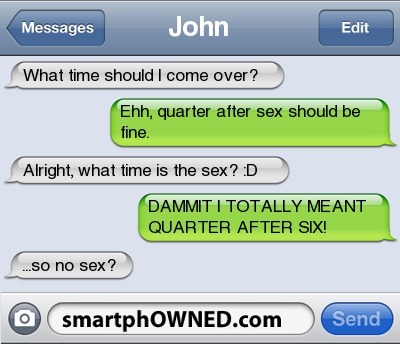 Messages
John
Edit
What time should I come over?
Ehh, quarter after sex should be
fine.
Alright, what time is the sex? :D
DAMMIT I TOTALLY MEANT
QUARTER AFTER SIX!
...so no sex?
smartphOWNED.com
Send